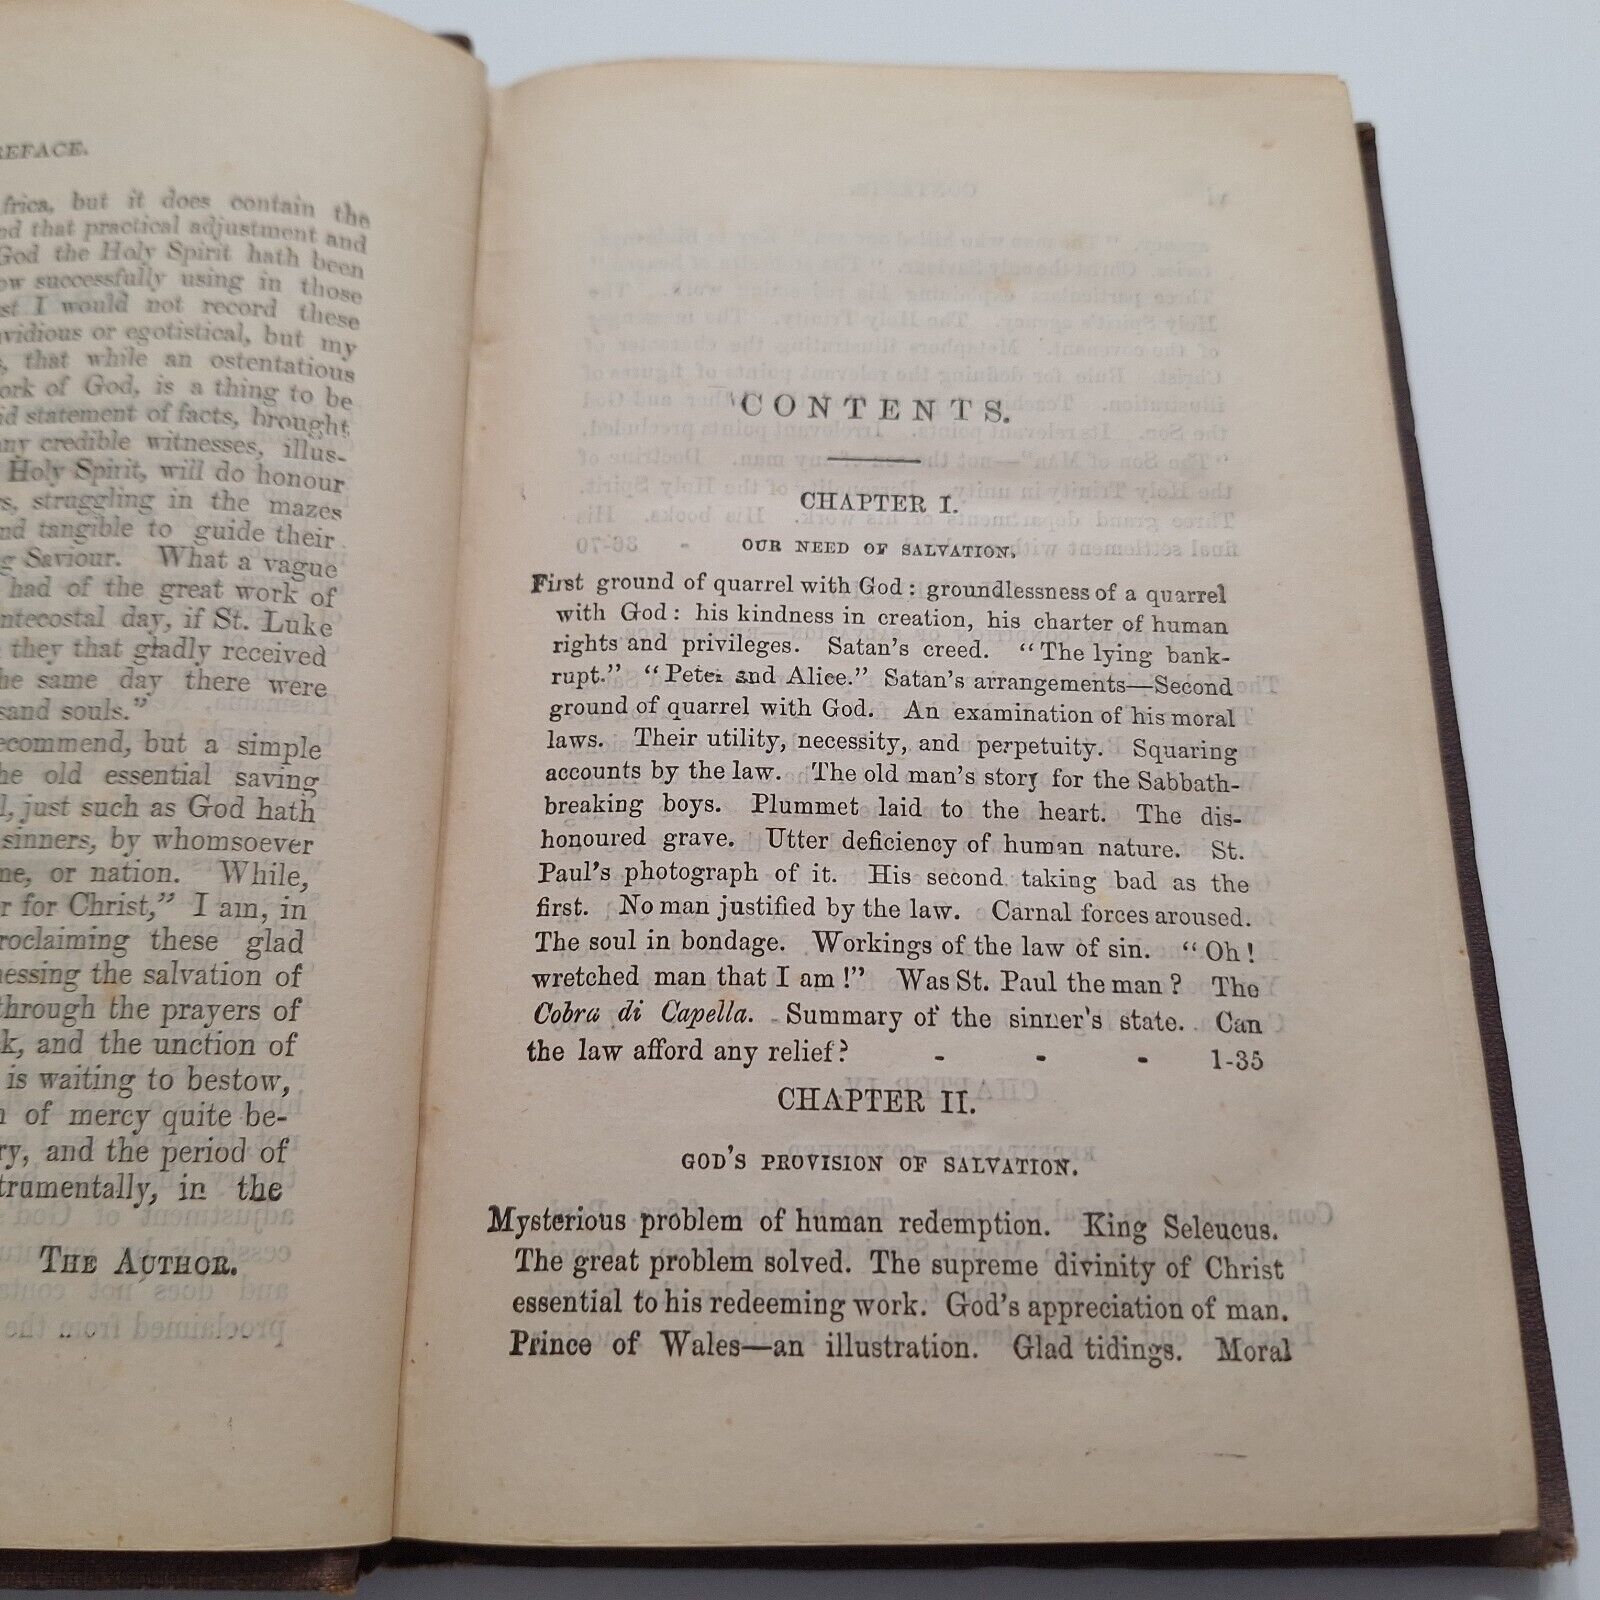 REFACE.
frica, but it does contain the
nd that practical adjustment and
God the Holy Spirit hath been
ow successfully using in those
st I would not record these
vidious or egotistical, but my
, that while an ostentatious
ork of God, is a thing to be
id statement of facts, brought
any credible witnesses, illus-
Holy Spirit, will do honour
s, struggling in the mazes
nd tangible to guide their
g Saviour. What a vague
had of the great work of
ntecostal day, if St. Luke
they that gladly received
he same day there were
sand souls."
ecommend, but a simple
he old essential saving
l, just such as God hath
sinners, by whomsoever
ne, or nation. While,
r for Christ," I am, in
roclaiming these glad
nessing the salvation of
through the prayers of
k, and the unction of
is waiting to bestow,
n of mercy quite be-
ry, and the period of
trumentally, in the
THE AUTHOR.
CONTENTS.
CHAPTER I.
OUR NEED OF SALVATION.
First ground of quarrel with God: groundlessness of a quarrel
with God: his kindness in creation, his charter of human
rights and privileges. Satan's creed. "The lying bank-
rupt." "Peter and Alice." Satan's arrangements—Second
ground of quarrel with God. An examination of his moral
laws. Their utility, necessity, and perpetuity. Squaring
accounts by the law. The old man's story for the Sabbath-
breaking boys. Plummet laid to the heart. The dis-
honoured grave. Utter deficiency of human nature. St.
Paul's photograph of it. His second taking bad as the
first. No man justified by the law. Carnal forces aroused.
The soul in bondage. Workings of the law of sin. "Oh!
wretched man that I am!" Was St. Paul the man? The
Cobra di Capella. Summary of the sinner's state. Can
the law afford any relief? - - - 1-35
CHAPTER II.
GOD'S PROVISION OF SALVATION.
Mysterious problem of human redemption. King Seleucus.
The great problem solved. The supreme divinity of Christ
essential to his redeeming work. God's appreciation of man.
Prince of Wales—an illustration. Glad tidings. Moral